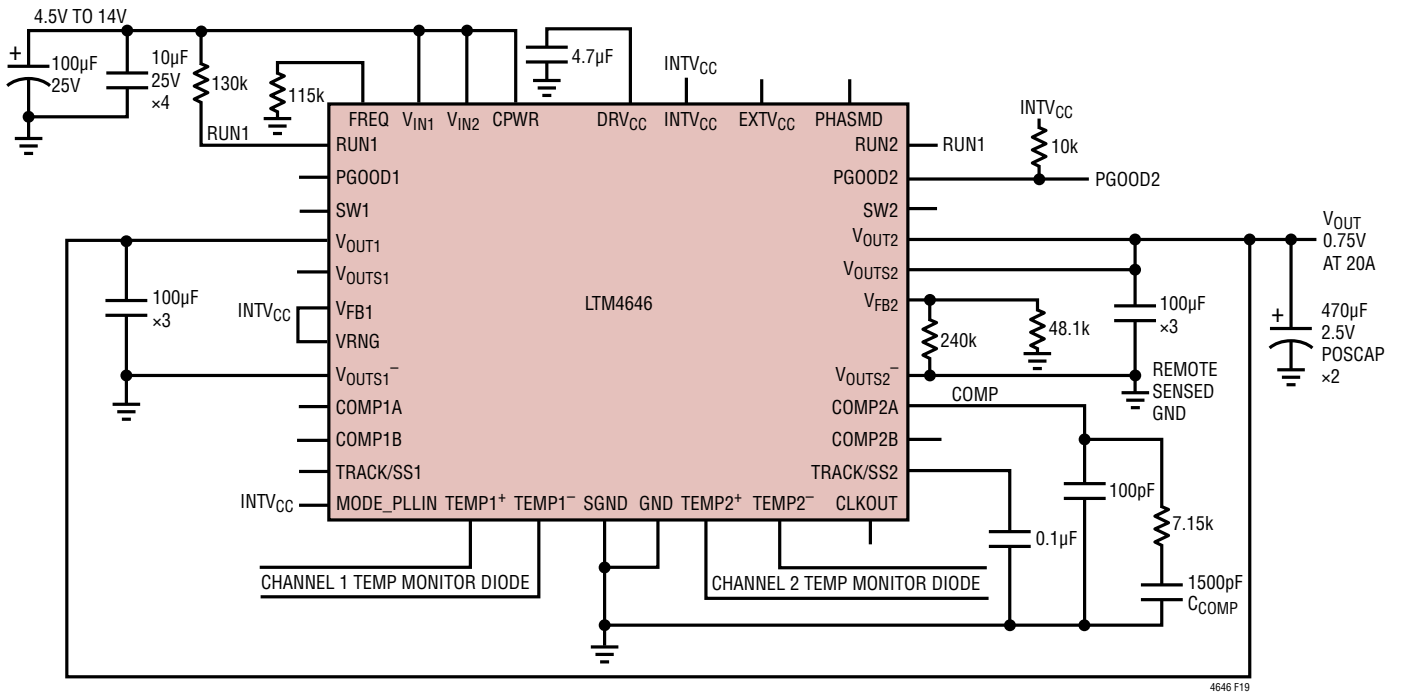 4.5V TO 14V
+
100µF
25V
10µF
25V
×4
130k
115k
4.7µF
INTVCC
INTVCC
10k
RUN1
FREQ VIN1 VIN2 CPWR DRVCC INTVCC EXTVCC PHASMD
RUN1
RUN2
RUN1
PGOOD1
PGOOD2
PGOOD2
SW1
SW2
VOUT1
VOUT2
VOUT
0.75V
AT 20A
VOUTS1
VOUTS2
100µF
×3
INTVCC
VFB1
LTM4646
VFB2
240k
48.1k
100µF
×3
+
470µF
2.5V
POSCAP
×2
VRNG
VOUTS1–
VOUTS2–
REMOTE
SENSED
GND
COMP
COMP1A
COMP2A
COMP1B
COMP2B
TRACK/SS1
TRACK/SS2
100pF
7.15k
INTVCC
MODE_PLLIN TEMP1+ TEMP1– SGND GND TEMP2+ TEMP2– CLKOUT
0.1µF
CHANNEL 1 TEMP MONITOR DIODE
CHANNEL 2 TEMP MONITOR DIODE
1500pF
CCOMP
4646 F19